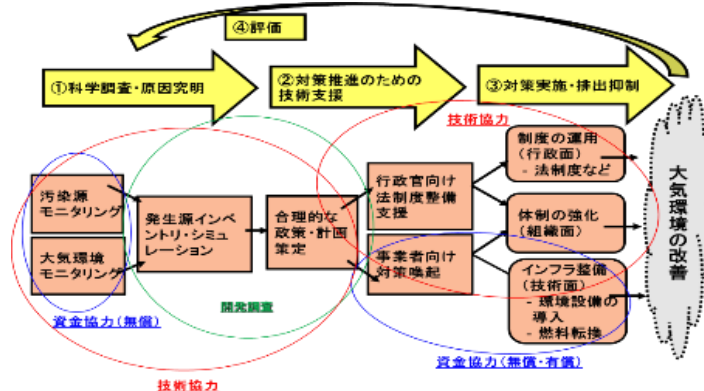 ④評価
①科学調査・原因究明
②対策推進のための
技術支援
③対策実施・排出抑制
技術協力
汚染源
モニタリング
大気環境
モニタリング
発生源インベ
ントリ・シミュ
レーション
合理的な
政策・計画
策定
行政官向け
法制度整備
支援
事業者向け
対策喚起
制度の運用
(行政面)
- 法制度など
体制の強化
(組織面)
インフラ整備
(技術面)
- 環境設備の
導入
- 燃料転換
大気環境の改善
資金協力(無償)
開発調査
資金協力(無償・有償)
技術協力